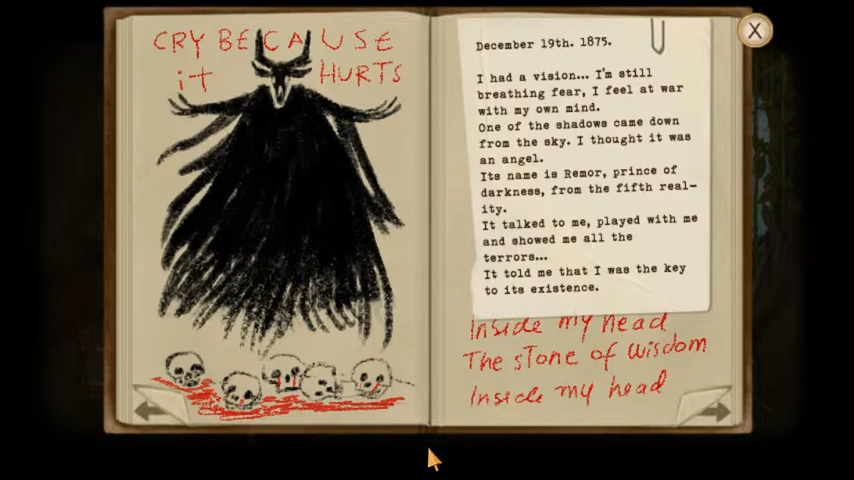 CRY BECAUSE
it HURTS
December 19th. 1875.
I had a vision... I'm still
breathing fear, I feel at war
with my own mind.
One of the shadows came down
from the sky. I thought it was
an angel.
Its name is Remor, prince of
darkness, from the fifth real-
ity.
It talked to me, played with me
and showed me all the
terrors...
It told me that I was the key
to its existence.
Inside my head
The stone of wisdom
Inside my head
X